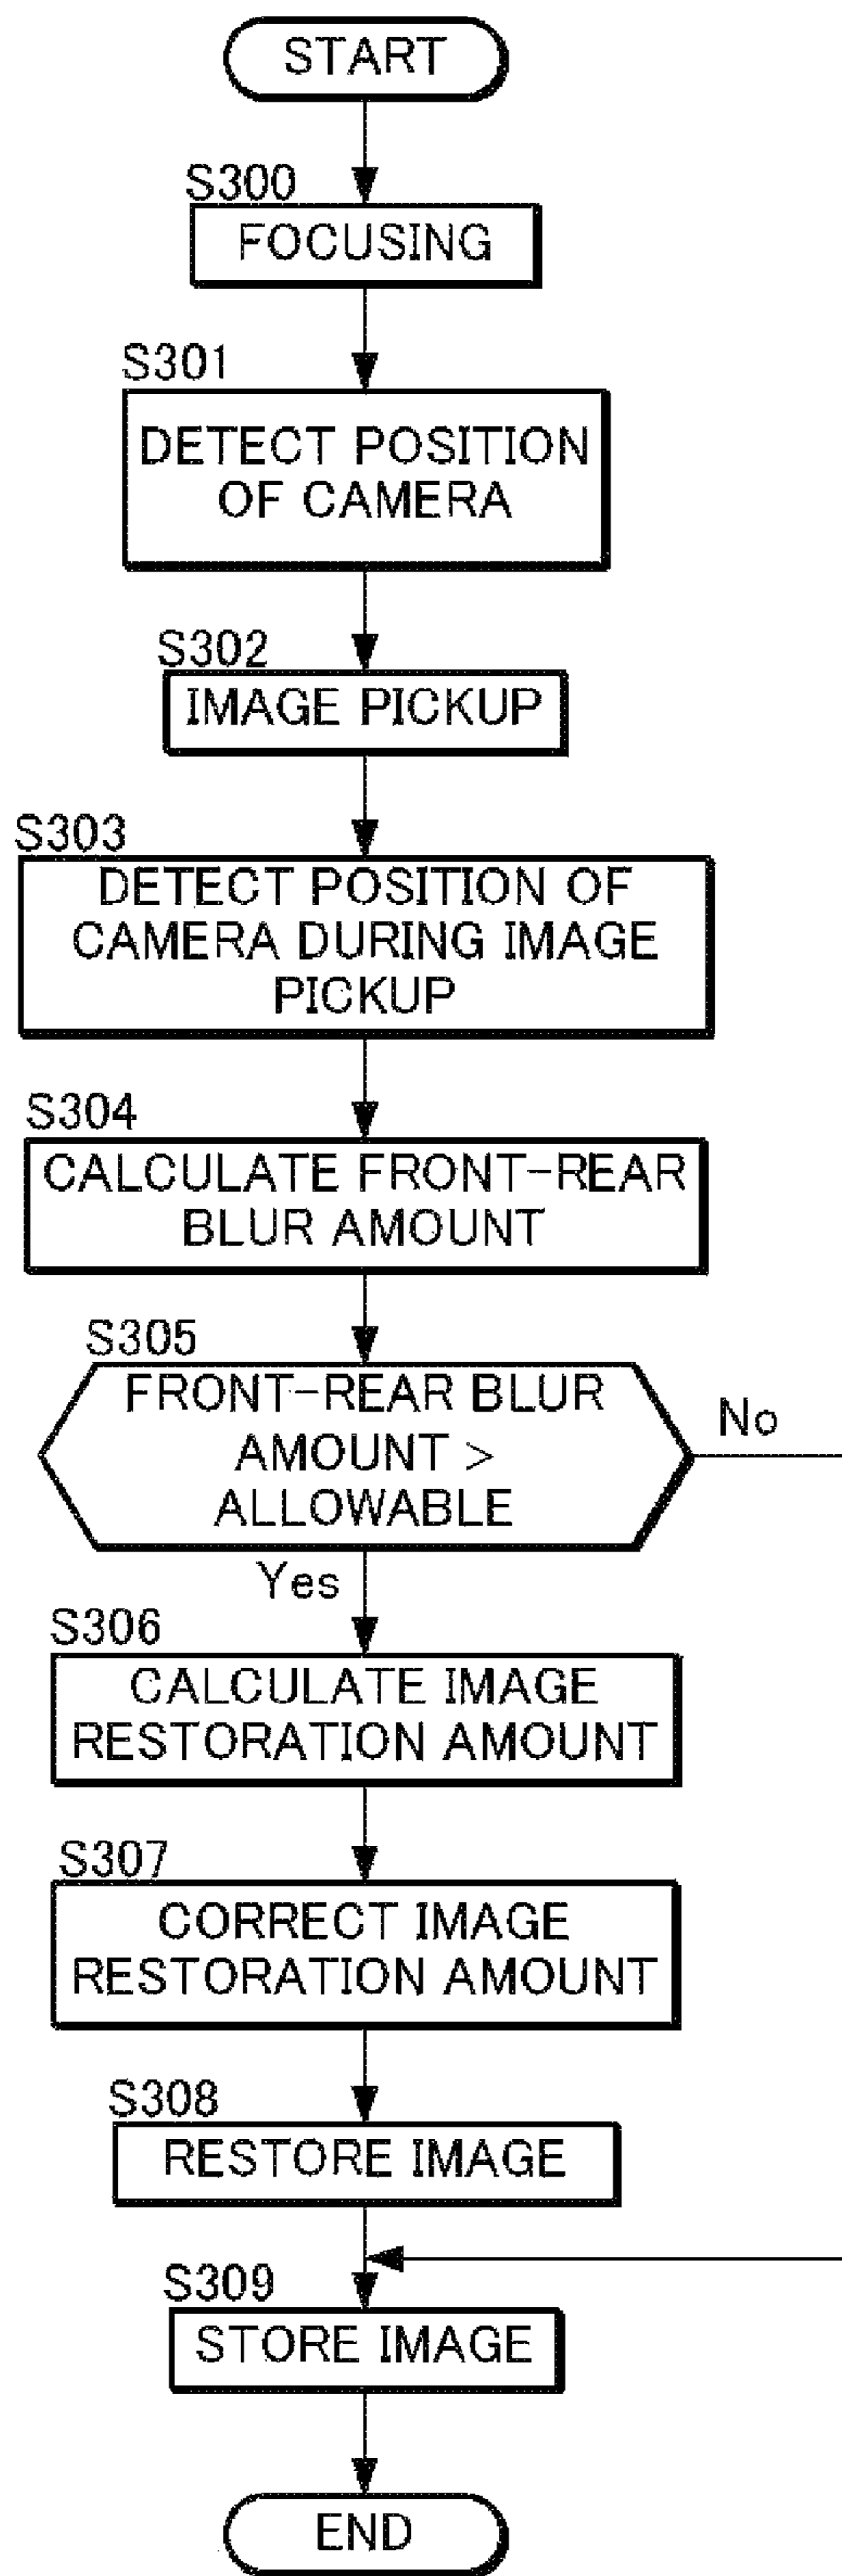 START
S300
FOCUSING
S301
DETECT POSITION
OF CAMERA
S302
IMAGE PICKUP
S303
DETECT POSITION OF
CAMERA DURING IMAGE
PICKUP
S304
CALCULATE FRONT-REAR
BLUR AMOUNT
S305
FRONT-REAR BLUR
AMOUNT >
ALLOWABLE
No
Yes
S306
CALCULATE IMAGE
RESTORATION AMOUNT
S307
CORRECT IMAGE
RESTORATION AMOUNT
S308
RESTORE IMAGE
S309
STORE IMAGE
END